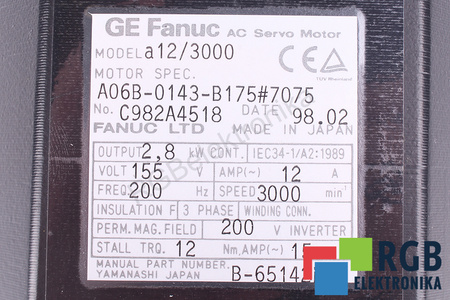 GE Fanuc AC Servo Motor
MODEL a12/3000
MOTOR SPEC.
A06B-0143-B175#7075
No. C982A4518 DATE 98.02
FANUC LTD MADE IN JAPAN
OUTPUT 2,8 kW CONT. IEC34-1/A2:1989
VOLT 155 V AMP(~) 12 A
FREQ. 200 Hz SPEED 3000 min-1
INSULATION F 3 PHASE WINDING CONN.
PERM.MAG.FIELD 200 V INVERTER
STALL TRQ. 12 Nm,AMP(~)
MANUAL PART NUMBER
YAMANASHI JAPAN B-65142
RGB
ELEKTRONIKA